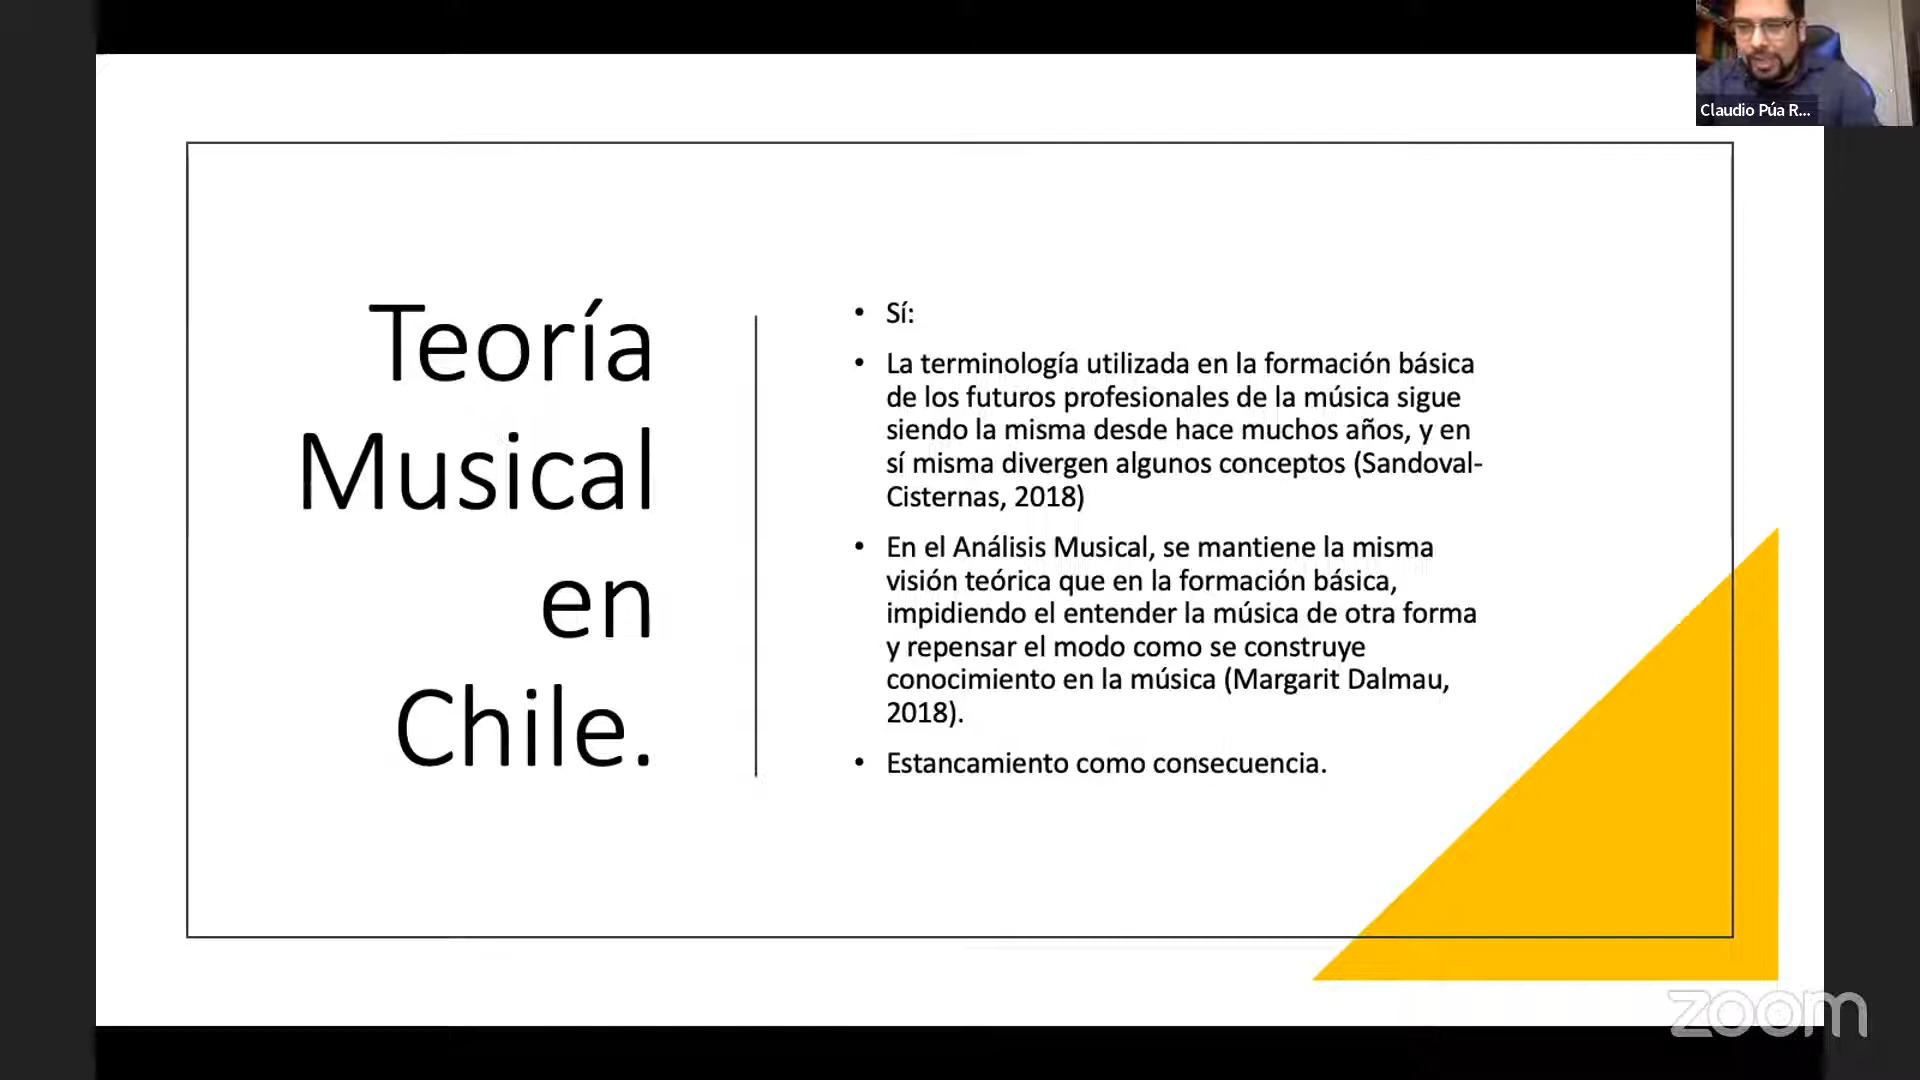 Claudio Púa R...
Teoría
Musical
en
Chile.
• Sí:
• La terminología utilizada en la formación básica
de los futuros profesionales de la música sigue
siendo la misma desde hace muchos años, y en
sí misma divergen algunos conceptos (Sandoval-
Cisternas, 2018)
• En el Análisis Musical, se mantiene la misma
visión teórica que en la formación básica,
impidiendo el entender la música de otra forma
y repensar el modo como se construye
conocimiento en la música (Margarit Dalmau,
2018).
• Estancamiento como consecuencia.
zoom